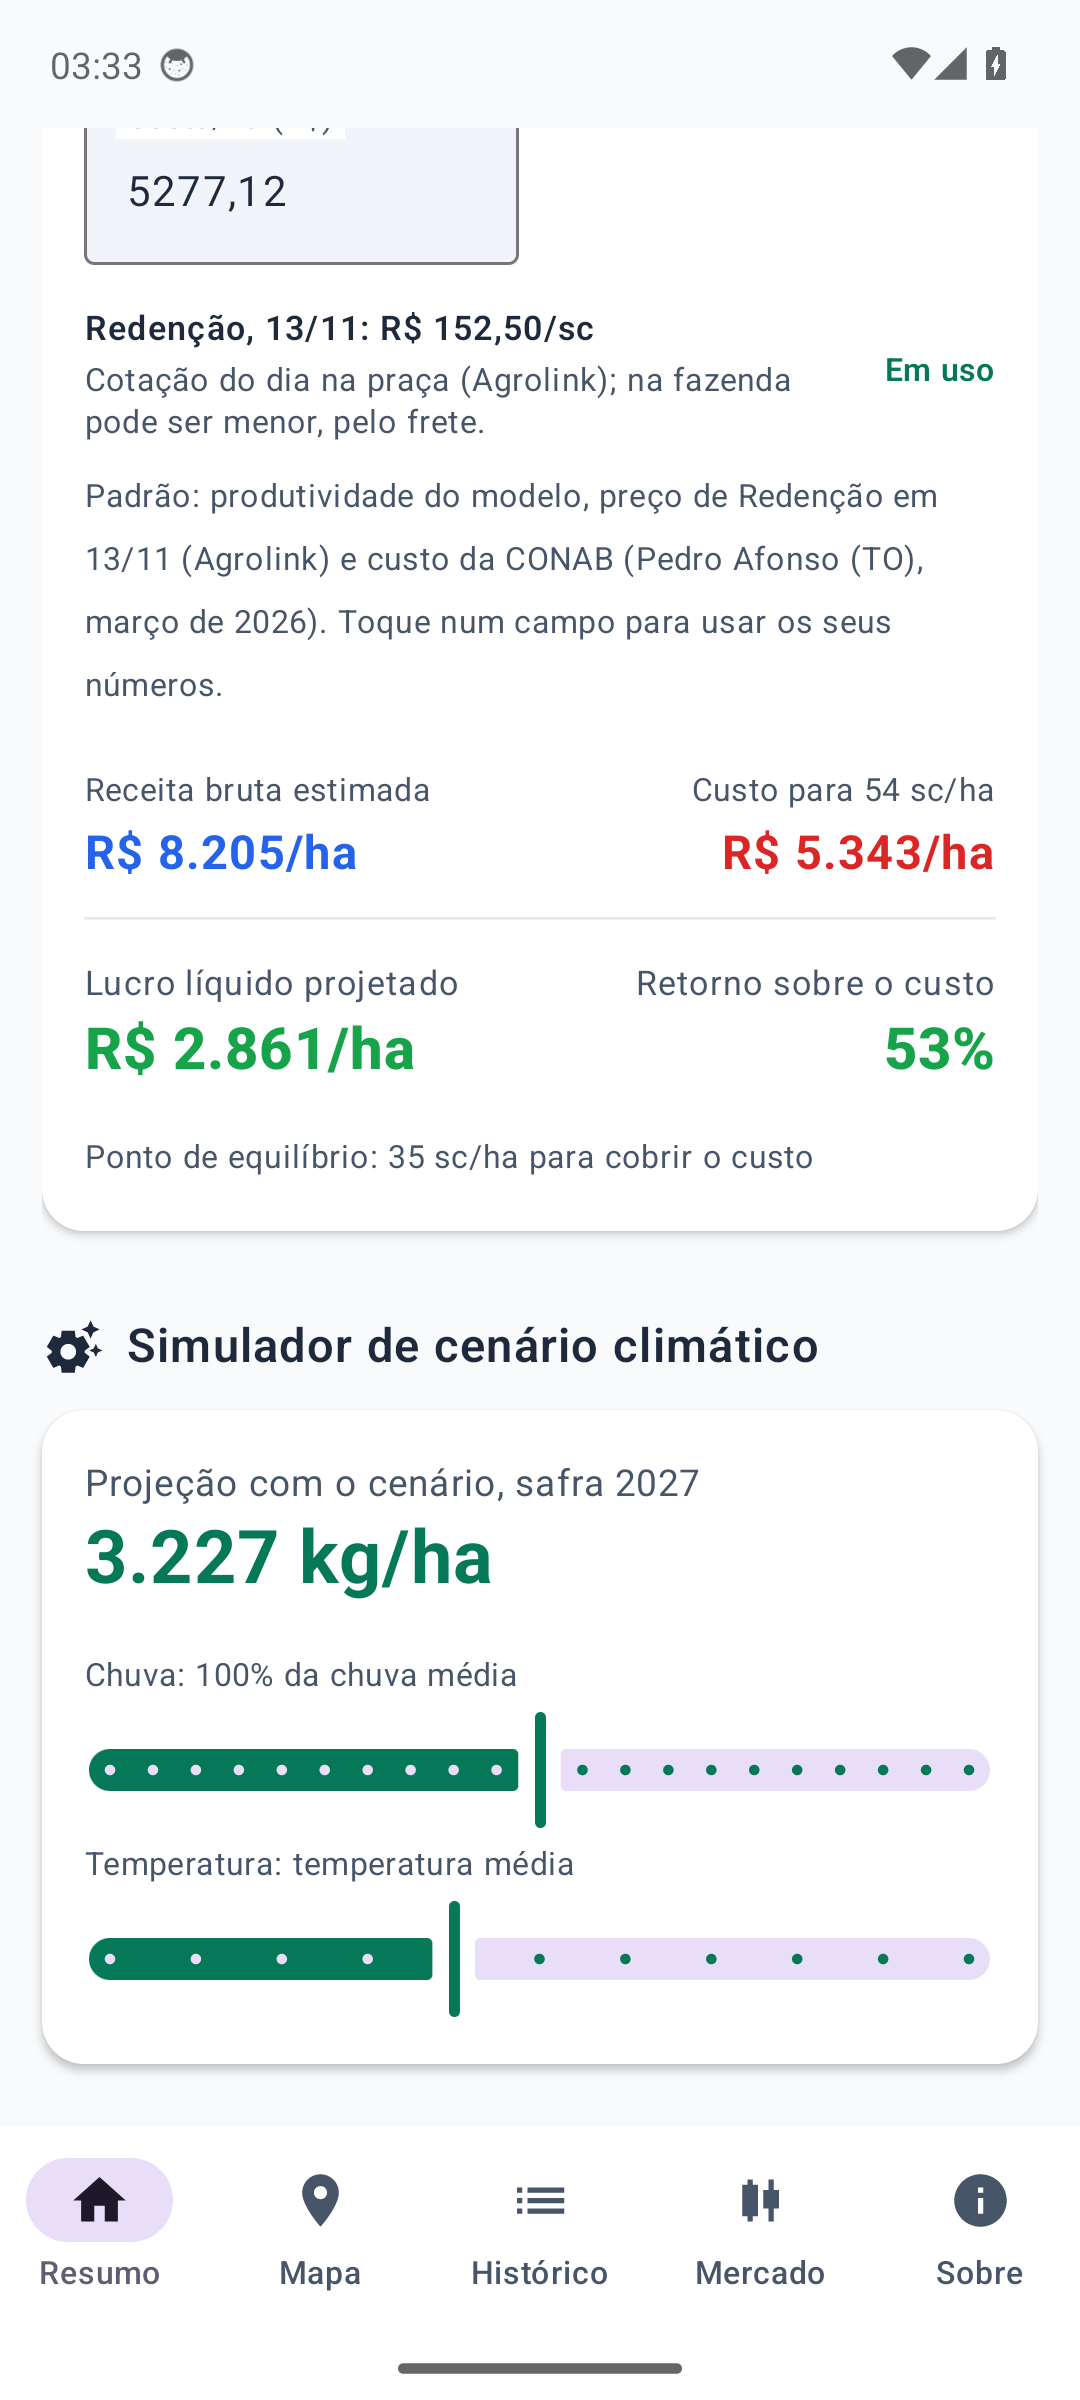 03:33
5277,12
Redenção, 13/11: R$ 152,50/sc
Cotação do dia na praça (Agrolink); na fazenda
pode ser menor, pelo frete.
Em uso
Padrão: produtividade do modelo, preço de Redenção em
13/11 (Agrolink) e custo da CONAB (Pedro Afonso (TO),
março de 2026). Toque num campo para usar os seus
números.
Receita bruta estimada
R$ 8.205/ha
Custo para 54 sc/ha
R$ 5.343/ha
Lucro líquido projetado
R$ 2.861/ha
Retorno sobre o custo
53%
Ponto de equilíbrio: 35 sc/ha para cobrir o custo
Simulador de cenário climático
Projeção com o cenário, safra 2027
3.227 kg/ha
Chuva: 100% da chuva média
Temperatura: temperatura média
Resumo
Mapa
Histórico
Mercado
Sobre